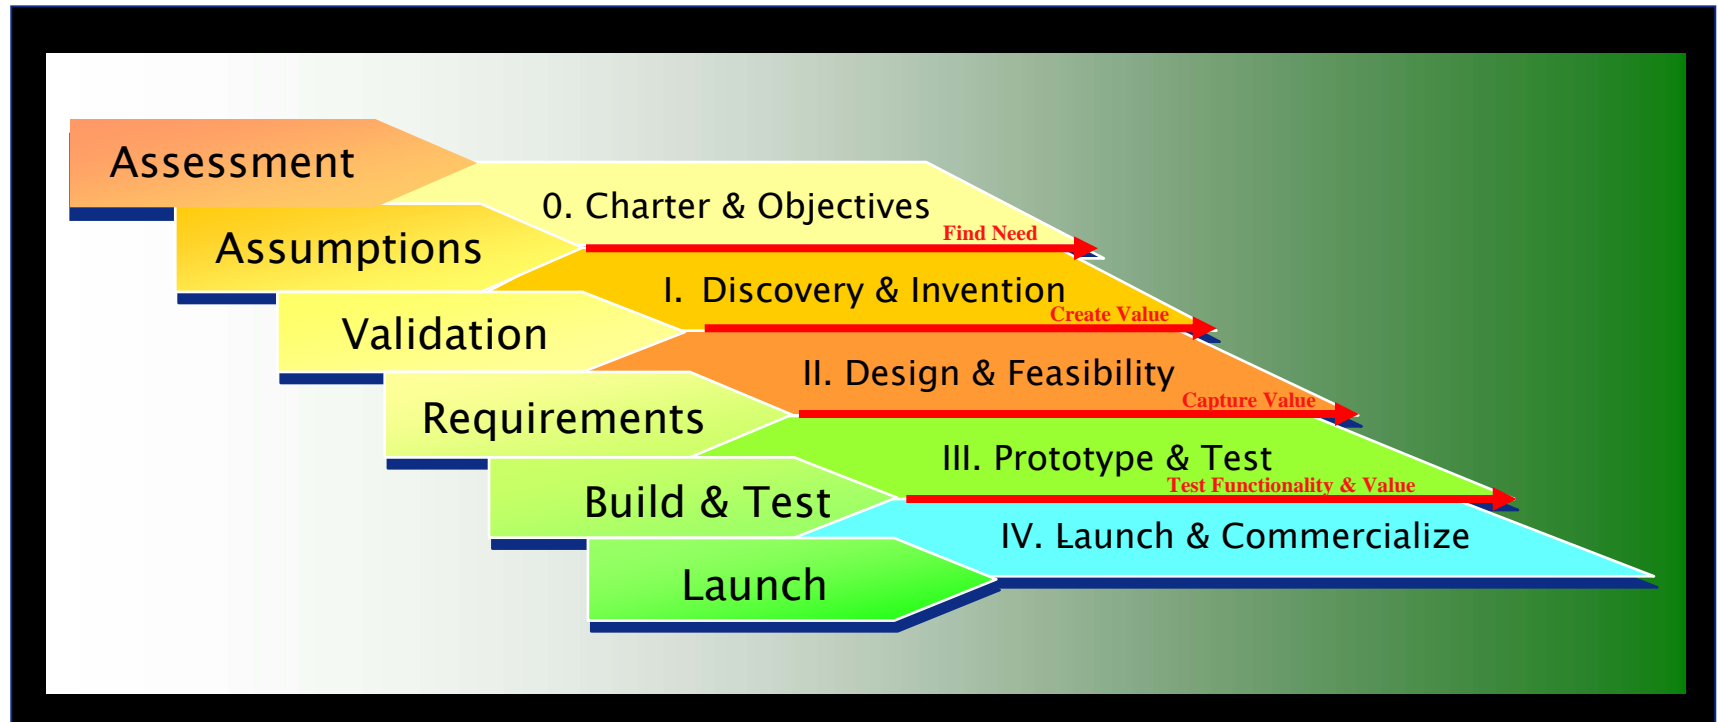 Assessment
0. Charter & Objectives
Find Need
Assumptions
I. Discovery & Invention
Create Value
Validation
II. Design & Feasibility
Capture Value
Requirements
III. Prototype & Test
Test Functionality & Value
Build & Test
IV. Launch & Commercialize
Launch